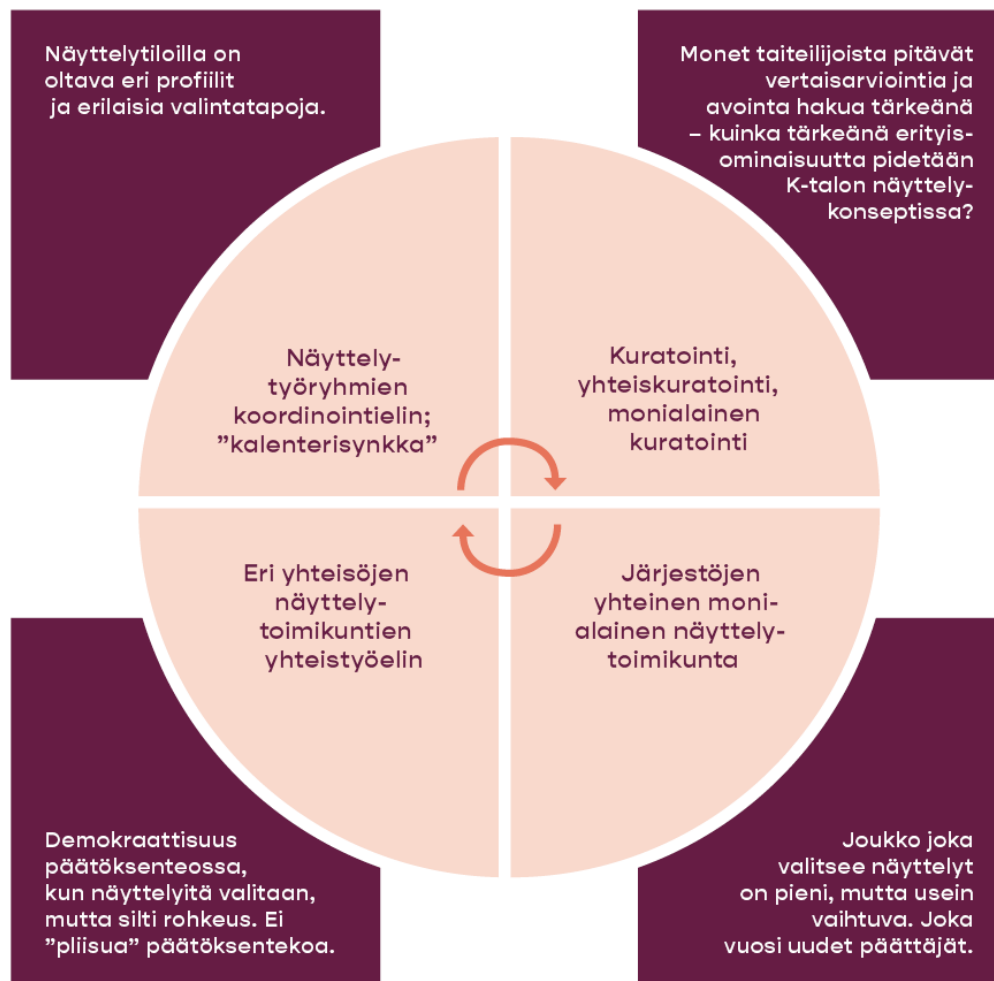 Näyttelytiloilla on
oltava eri profiilit
ja erilaisia valintatapoja.
Monet taiteilijoista pitävät
vertaisarviointia ja
avointa hakua tärkeänä
– kuinka tärkeänä erityis-
ominaisuutta pidetään
K-talon näyttely-
konseptissa?
Näyttely-
työryhmien
koordinointielin;
”kalenterisynkka”
Kuratointi,
yhteiskuratointi,
monialainen
kuratointi
Eri yhteisöjen
näyttely-
toimikuntien
yhteistyöelin
Järjestöjen
yhteinen moni-
alainen näyttely-
toimikunta
Demokraattisuus
päätöksenteossa,
kun näyttelyitä valitaan,
mutta silti rohkeus. Ei
”pliisua” päätöksentekoa.
Joukko joka
valitsee näyttelyt
on pieni, mutta usein
vaihtuva. Joka
vuosi uudet päättäjät.